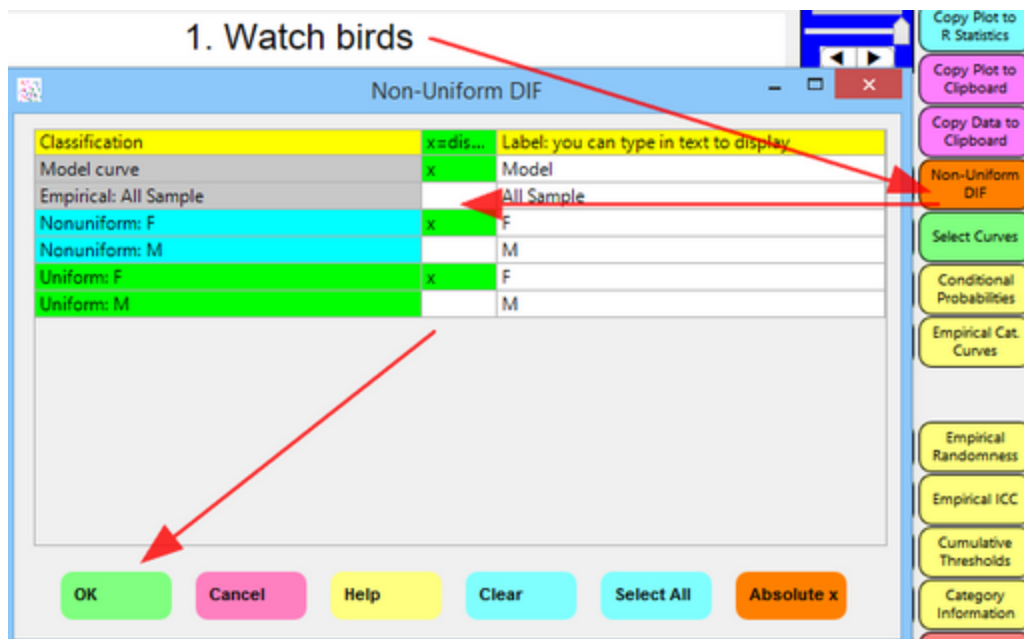 1. Watch birds
Non-Uniform DIF
Classification x=dis... Label: you can type in text to display
Model curve x Model
Empirical: All Sample All Sample
Nonuniform: F x F
Nonuniform: M M
Uniform: F x F
Uniform: M M
OK Cancel Help Clear Select All Absolute x
Copy Plot to
R Statistics
Copy Plot to
Clipboard
Copy Data to
Clipboard
Non-Uniform
DIF
Select Curves
Conditional
Probabilities
Empirical Cat.
Curves
Empirical
Randomness
Empirical ICC
Cumulative
Thresholds
Category
Information